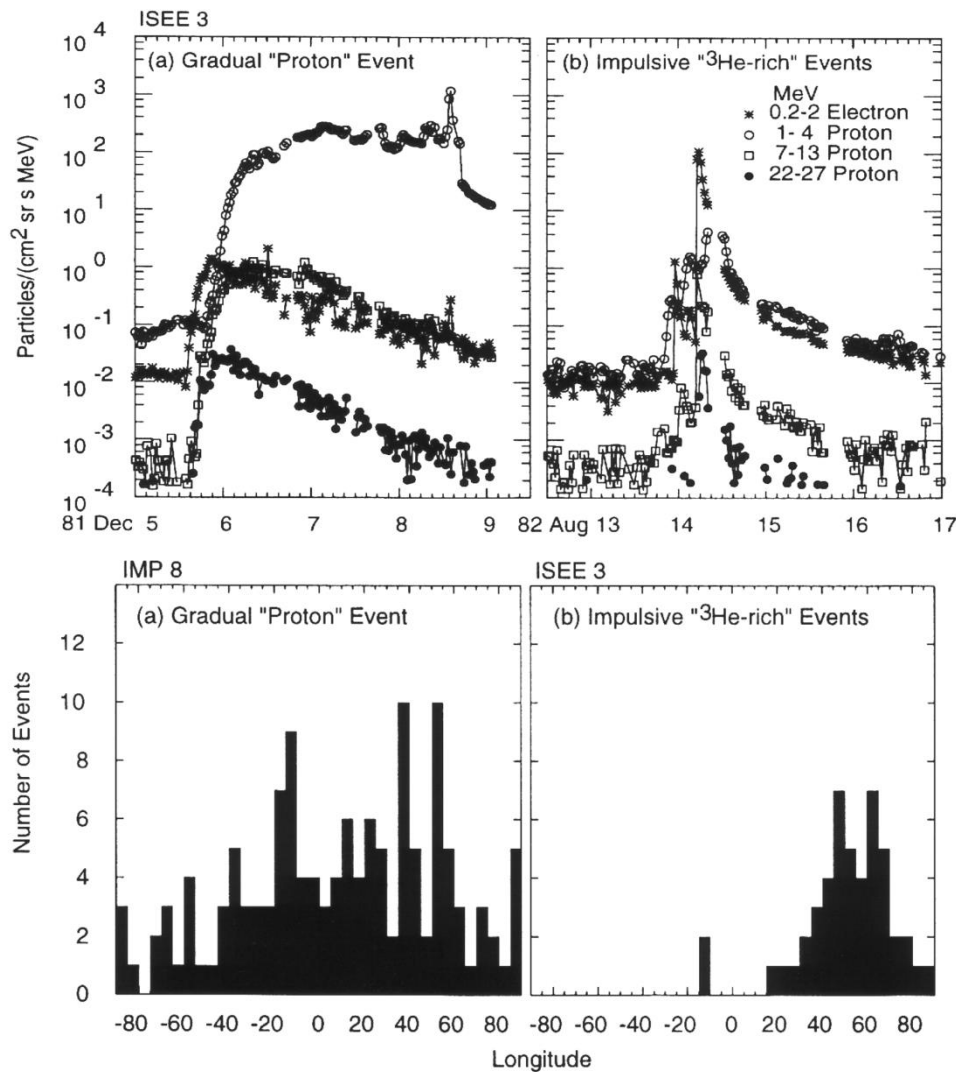 ISEE 3
(a) Gradual "Proton" Event
(b) Impulsive "³He-rich" Events
MeV
0.2-2 Electron
1- 4 Proton
7-13 Proton
22-27 Proton
Particles/(cm² sr s MeV)
10⁴
10³
10²
10¹
10⁰
10⁻¹
10⁻²
10⁻³
10⁻⁴
81 Dec 5 6 7 8 9 82 Aug 13 14 15 16 17
IMP 8 ISEE 3
(a) Gradual "Proton" Event
(b) Impulsive "³He-rich" Events
Number of Events
12
10
8
6
4
2
0
-80 -60 -40 -20 0 20 40 60 80 -80 -60 -40 -20 0 20 40 60 80
Longitude